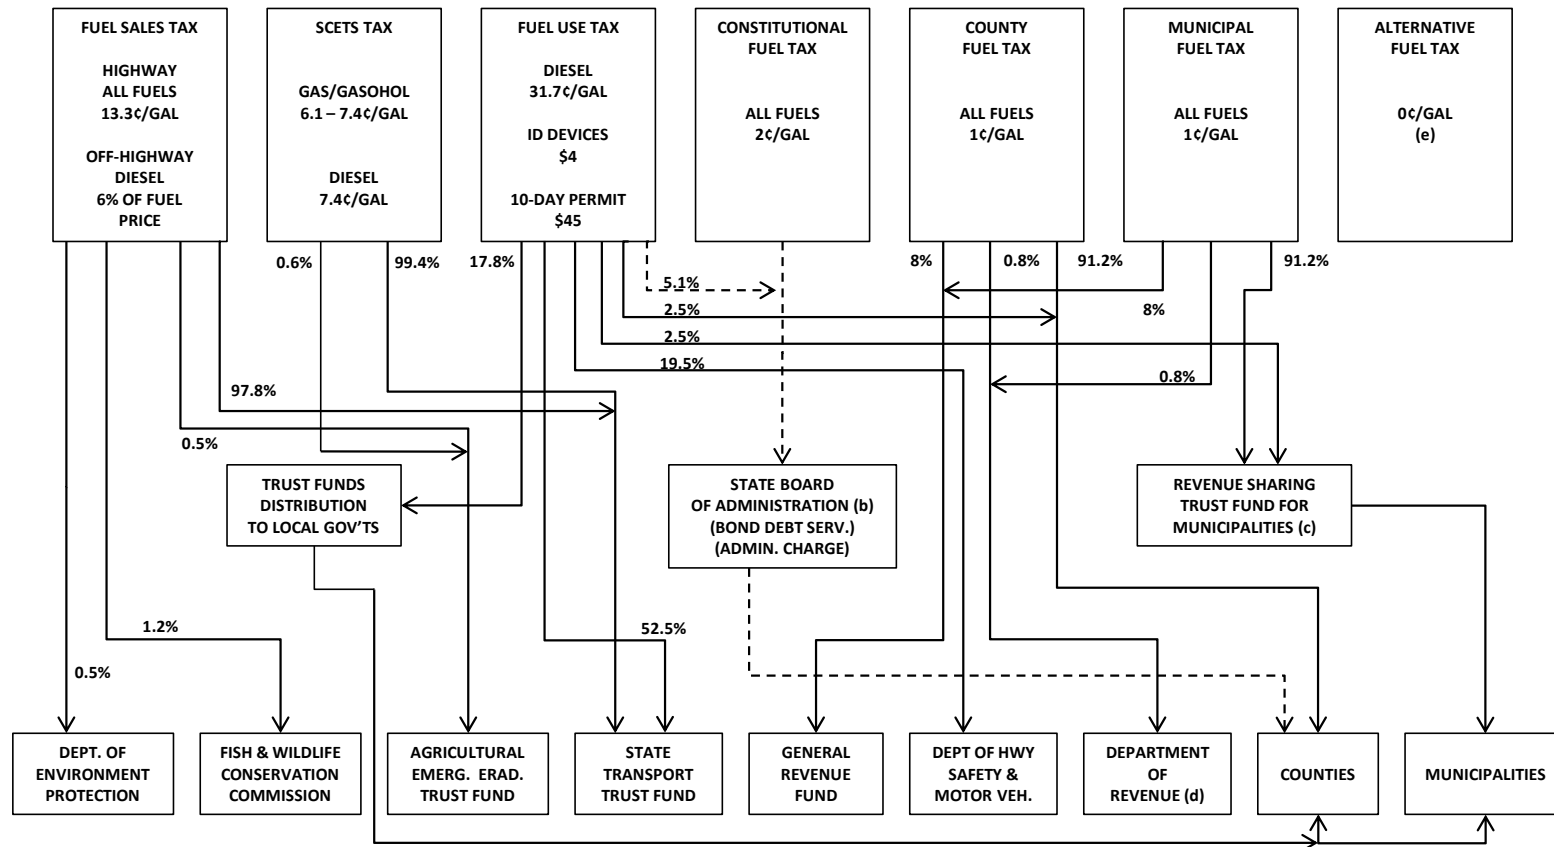 FUEL SALES TAX
HIGHWAY
ALL FUELS
13.3¢/GAL
OFF-HIGHWAY
DIESEL
6% OF FUEL
PRICE
SCETS TAX
GAS/GASOHOL
6.1 – 7.4¢/GAL
DIESEL
7.4¢/GAL
FUEL USE TAX
DIESEL
31.7¢/GAL
ID DEVICES
$4
10-DAY PERMIT
$45
CONSTITUTIONAL
FUEL TAX
ALL FUELS
2¢/GAL
COUNTY
FUEL TAX
ALL FUELS
1¢/GAL
MUNICIPAL
FUEL TAX
ALL FUELS
1¢/GAL
ALTERNATIVE
FUEL TAX
0¢/GAL
(e)
0.6%
99.4%
17.8%
8%
0.8%
91.2%
91.2%
5.1%
2.5%
8%
2.5%
19.5%
0.8%
97.8%
0.5%
TRUST FUNDS
DISTRIBUTION
TO LOCAL GOV'TS
STATE BOARD
OF ADMINISTRATION (b)
(BOND DEBT SERV.)
(ADMIN. CHARGE)
REVENUE SHARING
TRUST FUND FOR
MUNICIPALITIES (c)
1.2%
52.5%
0.5%
DEPT. OF
ENVIRONMENT
PROTECTION
FISH & WILDLIFE
CONSERVATION
COMMISSION
AGRICULTURAL
EMERG. ERAD.
TRUST FUND
STATE
TRANSPORT
TRUST FUND
GENERAL
REVENUE
FUND
DEPT OF HWY
SAFETY &
MOTOR VEH.
DEPARTMENT
OF
REVENUE (d)
COUNTIES
MUNICIPALITIES